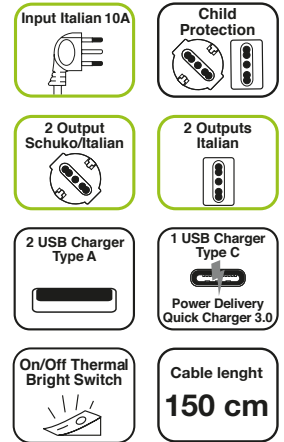 Input Italian 10A
Child
Protection
2 Output
Schuko/Italian
2 Outputs
Italian
2 USB Charger
Type A
1 USB Charger
Type C
Power Delivery
Quick Charger 3.0
On/Off Thermal
Bright Switch
Cable lenght
150 cm